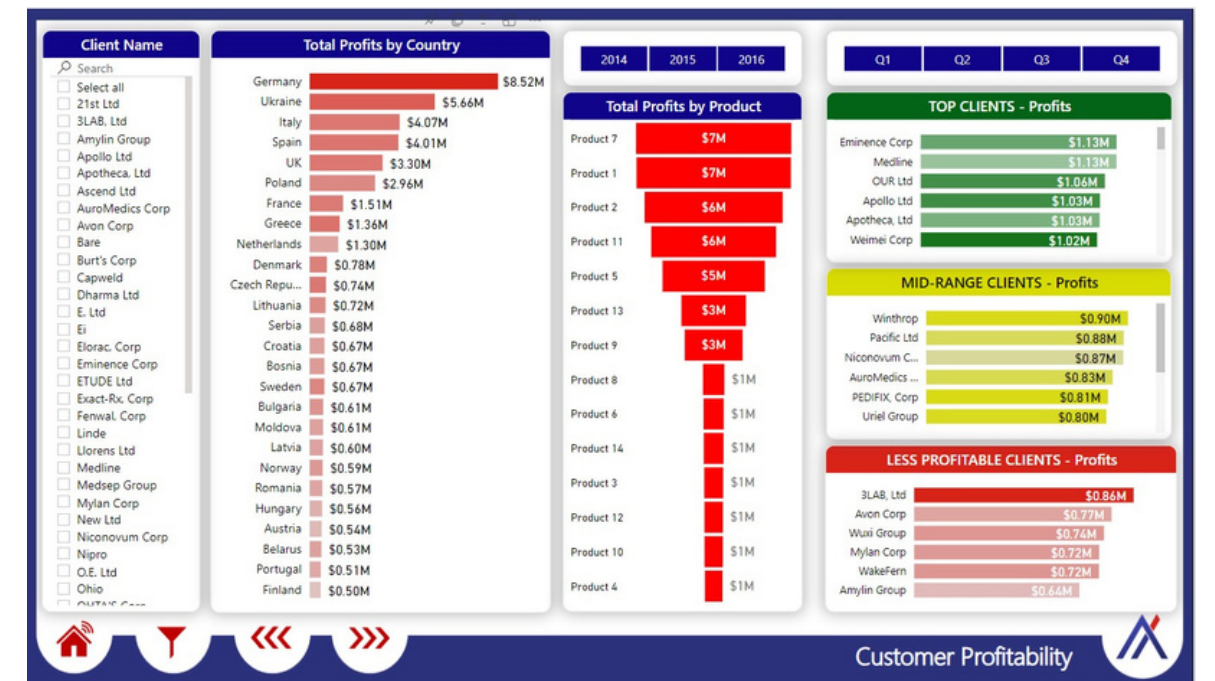 Client Name
Search
Select all
21st Ltd
3LAB, Ltd
Amylin Group
Apollo Ltd
Apotheca, Ltd
Ascend Ltd
AuroMedics Corp
Avon Corp
Bare
Burt's Corp
Capweld
Dharma Ltd
E. Ltd
Ei
Elorac, Corp
Eminence Corp
ETUDE Ltd
Exact-Rx, Corp
Fenwal, Corp
Linde
Llorens Ltd
Medline
Medsep Group
Mylan Corp
New Ltd
Niconovum Corp
Nipro
O.E. Ltd
Ohio
Total Profits by Country
Germany $8.52M
Ukraine $5.66M
Italy $4.07M
Spain $4.01M
UK $3.30M
Poland $2.96M
France $1.51M
Greece $1.36M
Netherlands $1.30M
Denmark $0.78M
Czech Repu... $0.74M
Lithuania $0.72M
Serbia $0.68M
Croatia $0.67M
Bosnia $0.67M
Sweden $0.67M
Bulgaria $0.61M
Moldova $0.61M
Latvia $0.60M
Norway $0.59M
Romania $0.57M
Hungary $0.56M
Austria $0.54M
Belarus $0.53M
Portugal $0.51M
Finland $0.50M
2014 2015 2016
Total Profits by Product
Product 7 $7M
Product 1 $7M
Product 2 $6M
Product 11 $6M
Product 5 $5M
Product 13 $3M
Product 9 $3M
Product 8 $1M
Product 6 $1M
Product 14 $1M
Product 3 $1M
Product 12 $1M
Product 10 $1M
Product 4 $1M
Q1 Q2 Q3 Q4
TOP CLIENTS - Profits
Eminence Corp $1.13M
Medline $1.13M
OUR Ltd $1.06M
Apollo Ltd $1.03M
Apotheca, Ltd $1.03M
Weimei Corp $1.02M
MID-RANGE CLIENTS - Profits
Winthrop $0.90M
Pacific Ltd $0.88M
Niconovum C... $0.87M
AuroMedics ... $0.83M
PEDIFIX, Corp $0.81M
Uriel Group $0.80M
LESS PROFITABLE CLIENTS - Profits
3LAB, Ltd $0.86M
Avon Corp $0.77M
Wuxi Group $0.74M
Mylan Corp $0.72M
WakeFern $0.72M
Amylin Group $0.64M
Customer Profitability